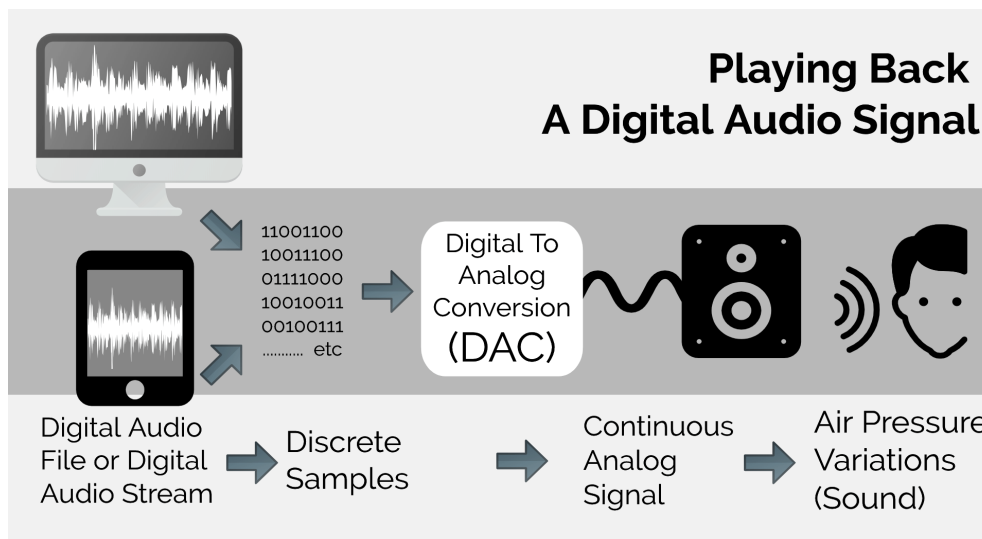 Playing Back
A Digital Audio Signal
11001100
10011100
01111000
10010011
00100111
........... etc
Digital To
Analog
Conversion
(DAC)
Digital Audio
File or Digital
Audio Stream
Discrete
Samples
Continuous
Analog
Signal
Air Pressure
Variations
(Sound)